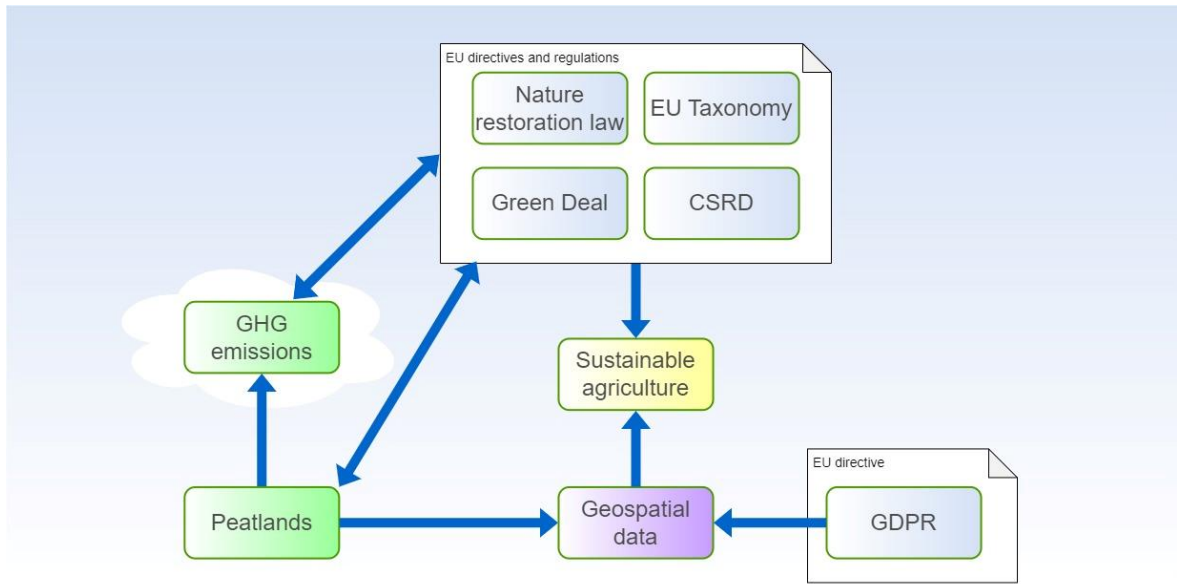 EU directives and regulations
Nature
restoration law
EU Taxonomy
Green Deal
CSRD
GHG
emissions
Sustainable
agriculture
EU directive
Peatlands
Geospatial
data
GDPR